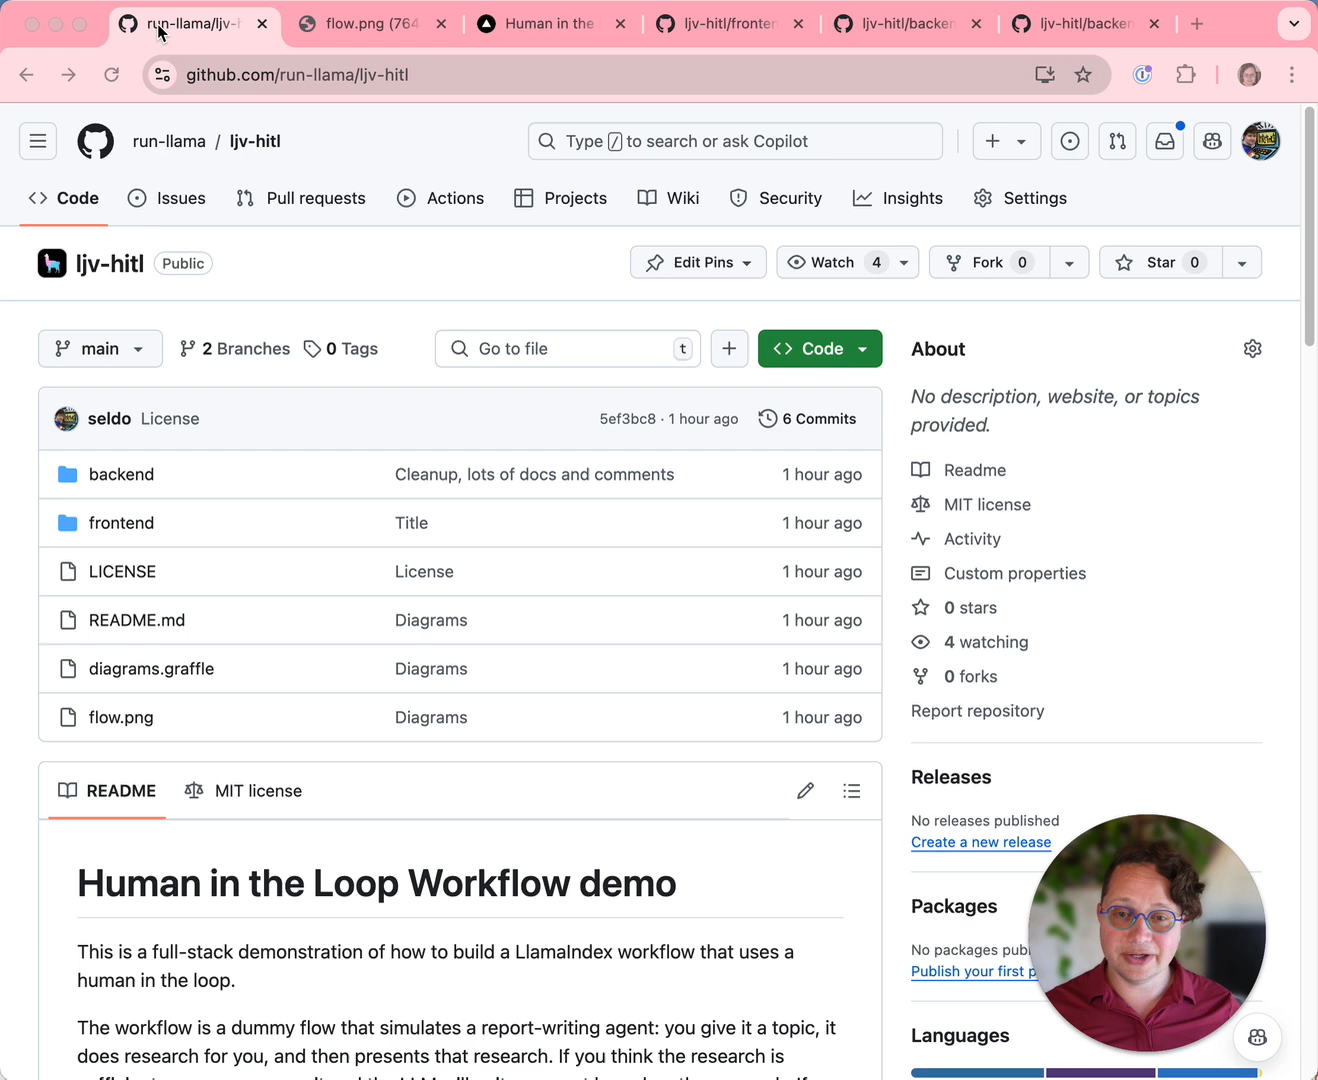 run-llama/ljv-h
flow.png (764
Human in the
ljv-hitl/fronten
ljv-hitl/backen
ljv-hitl/backen
github.com/run-llama/ljv-hitl
run-llama / ljv-hitl
Type / to search or ask Copilot
Code
Issues
Pull requests
Actions
Projects
Wiki
Security
Insights
Settings
ljv-hitl Public
Edit Pins
Watch 4
Fork 0
Star 0
main
2 Branches
0 Tags
Go to file t
Code
seldo License 5ef3bc8 · 1 hour ago 6 Commits
backend Cleanup, lots of docs and comments 1 hour ago
frontend Title 1 hour ago
LICENSE License 1 hour ago
README.md Diagrams 1 hour ago
diagrams.graffle Diagrams 1 hour ago
flow.png Diagrams 1 hour ago
README
MIT license
Human in the Loop Workflow demo
This is a full-stack demonstration of how to build a LlamaIndex workflow that uses a
human in the loop.
The workflow is a dummy flow that simulates a report-writing agent: you give it a topic, it
does research for you, and then presents that research. If you think the research is
About
No description, website, or topics
provided.
Readme
MIT license
Activity
Custom properties
0 stars
4 watching
0 forks
Report repository
Releases
No releases published
Create a new release
Packages
No packages pub
Publish your first p
Languages